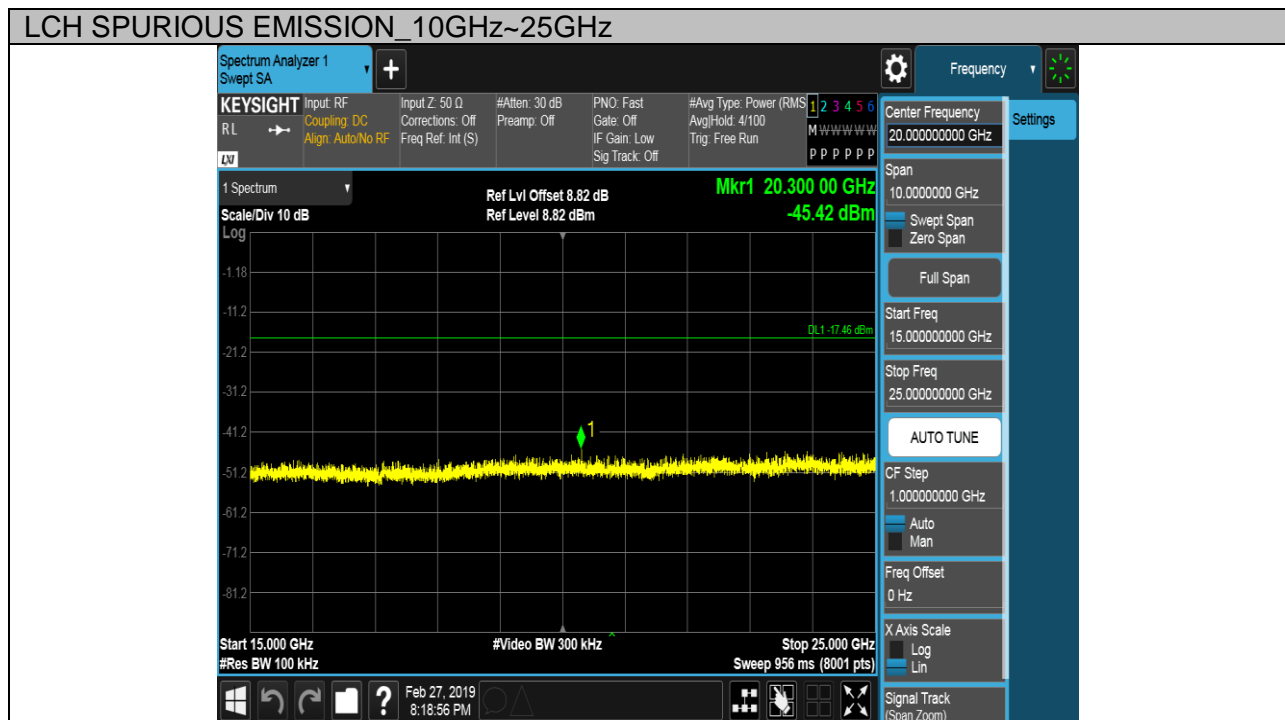 LCH SPURIOUS EMISSION_10GHz~25GHz
Spectrum Analyzer 1
Swept SA
+
Frequency
KEYSIGHT
RL
LXI
Input: RF
Coupling: DC
Align: Auto/No RF
Input Z: 50 Ω
Corrections: Off
Freq Ref: Int (S)
#Atten: 30 dB
Preamp: Off
PNO: Fast
Gate: Off
IF Gain: Low
Sig Track: Off
#Avg Type: Power (RMS
Avg|Hold: 4/100
Trig: Free Run
1 2 3 4 5 6
M W W W W W
P P P P P P
1 Spectrum
Scale/Div 10 dB
Ref Lvl Offset 8.82 dB
Ref Level 8.82 dBm
Mkr1 20.300 00 GHz
-45.42 dBm
Log
-1.18
-11.2
-21.2
-31.2
-41.2
-51.2
-61.2
-71.2
-81.2
DL1 -17.46 dBm
1
Start 15.000 GHz
#Res BW 100 kHz
#Video BW 300 kHz
Stop 25.000 GHz
Sweep 956 ms (8001 pts)
Center Frequency
20.000000000 GHz
Settings
Span
10.0000000 GHz
Swept Span
Zero Span
Full Span
Start Freq
15.000000000 GHz
Stop Freq
25.000000000 GHz
AUTO TUNE
CF Step
1.000000000 GHz
Auto
Man
Freq Offset
0 Hz
X Axis Scale
Log
Lin
Signal Track
(Span Zoom)
?
Feb 27, 2019
8:18:56 PM